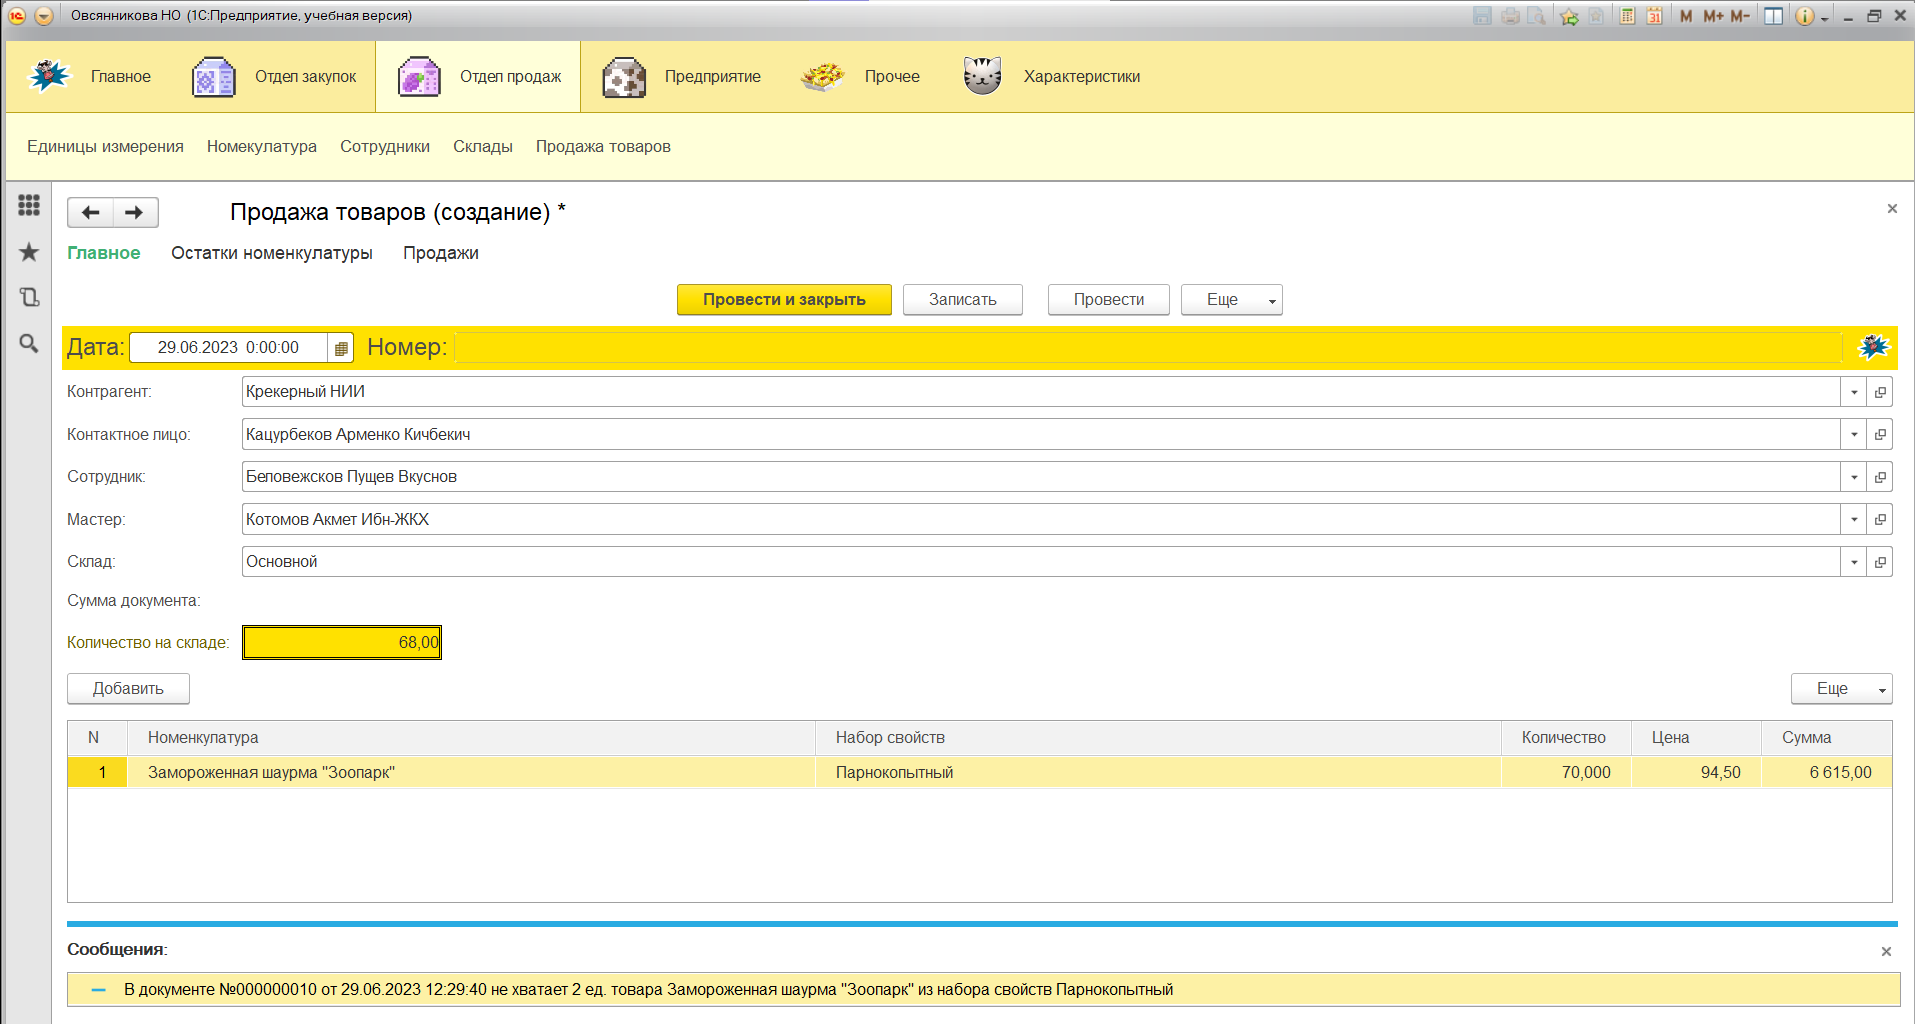 Овсянникова НО (1С:Предприятие, учебная версия)
M M+ M-
Главное Отдел закупок Отдел продаж Предприятие Прочее Характеристики
Единицы измерения Номекулатура Сотрудники Склады Продажа товаров
Продажа товаров (создание) *
Главное Остатки номенкулатуры Продажи
Провести и закрыть Записать Провести Еще
Дата: 29.06.2023 0:00:00 Номер:
Контрагент: Крекерный НИИ
Контактное лицо: Кацурбеков Арменко Кичбекич
Сотрудник: Беловежсков Пущев Вкуснов
Мастер: Котомов Акмет Ибн-ЖКХ
Склад: Основной
Сумма документа:
Количество на складе: 68,00
Добавить Еще
N Номенкулатура Набор свойств Количество Цена Сумма
1 Замороженная шаурма "Зоопарк" Парнокопытный 70,000 94,50 6 615,00
Сообщения:
В документе №000000010 от 29.06.2023 12:29:40 не хватает 2 ед. товара Замороженная шаурма "Зоопарк" из набора свойств Парнокопытный